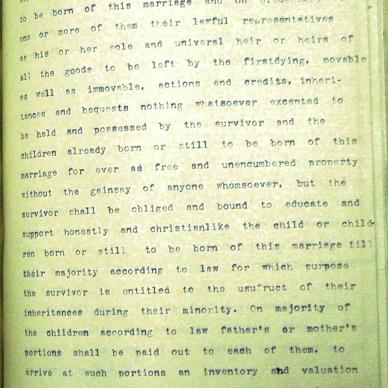 to be born of this marriage and on
one or more of them their lawful representatives
as his or her sole and univeral heir or heirs of
all the goods to be left by the firstdying, movable
as well as immovable, actions and credits, inheri-
tances and bequests nothing whatsoever excented to
be held and possessed by the survivor and the
children already born or still to be born of this
marriage for ever as free and unencumbered property
without the gainsay of anyone whomsoever, but the
survivor shall be obliged and bound to educate and
support honestly and christianlike the child or child-
ren born or still to be born of this marriage till
their majority according to law for which purpose
the survivor is entitled to the usufruct of their
inheritances during their minority. On majority of
the children according to law father's or mother's
portions shall be paid out to each of them, to
arrive at such portions an inventory and valuation